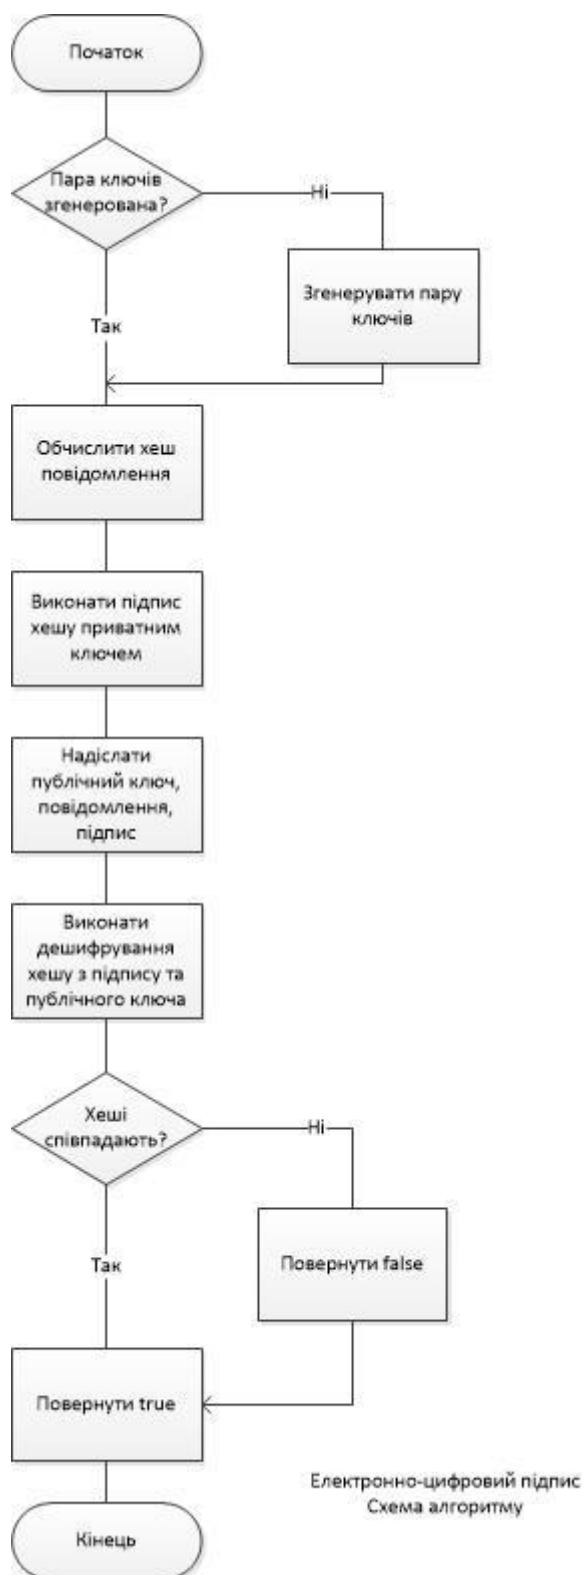 Початок
Пара ключів
згенерована?
Ні
Згенерувати пару
ключів
Так
Обчислити хеш
повідомлення
Виконати підпис
хешу приватним
ключем
Надіслати
публічний ключ,
повідомлення,
підпис
Виконати
дешифрування
хешу з підпису та
публічного ключа
Хеші
співпадають?
Ні
Так
Повернути false
Повернути true
Електронно-цифровий підпис
Схема алгоритму
Кінець